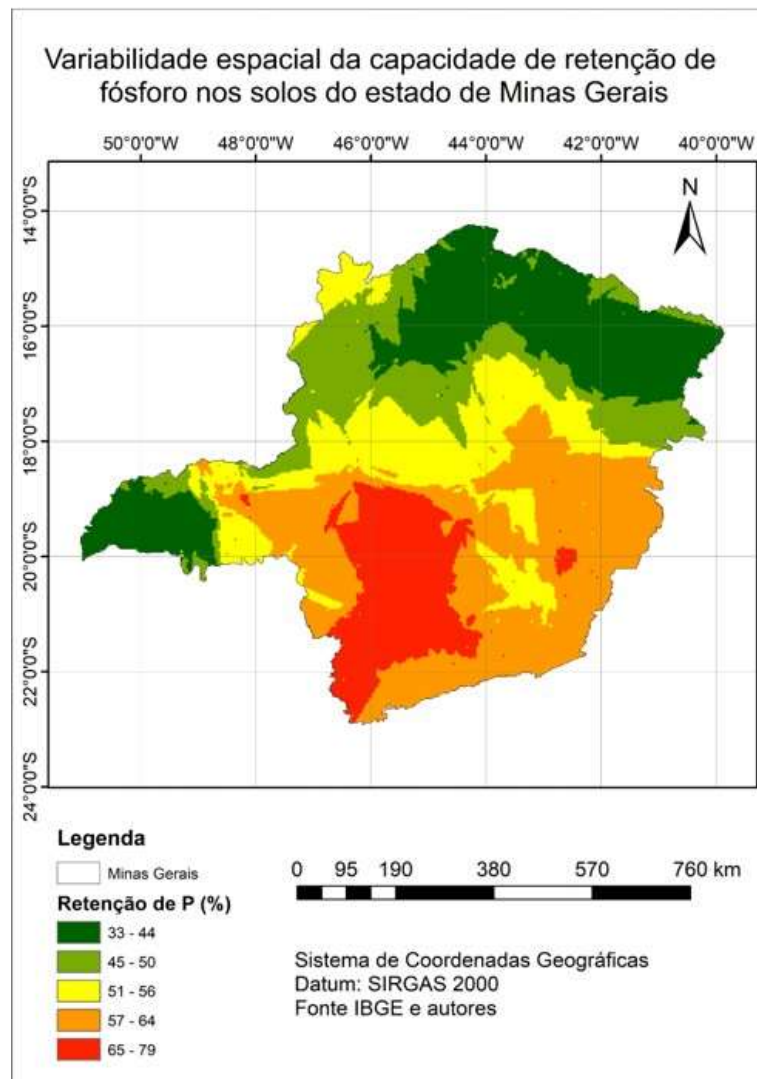 Variabilidade espacial da capacidade de retenção de
fósforo nos solos do estado de Minas Gerais
50°0'0"W 48°0'0"W 46°0'0"W 44°0'0"W 42°0'0"W 40°0'0"W
N
14°0'0"S
16°0'0"S
18°0'0"S
20°0'0"S
22°0'0"S
24°0'0"S
Legenda
Minas Gerais
Retenção de P (%)
33 - 44
45 - 50
51 - 56
57 - 64
65 - 79
0 95 190 380 570 760 km
Sistema de Coordenadas Geográficas
Datum: SIRGAS 2000
Fonte IBGE e autores